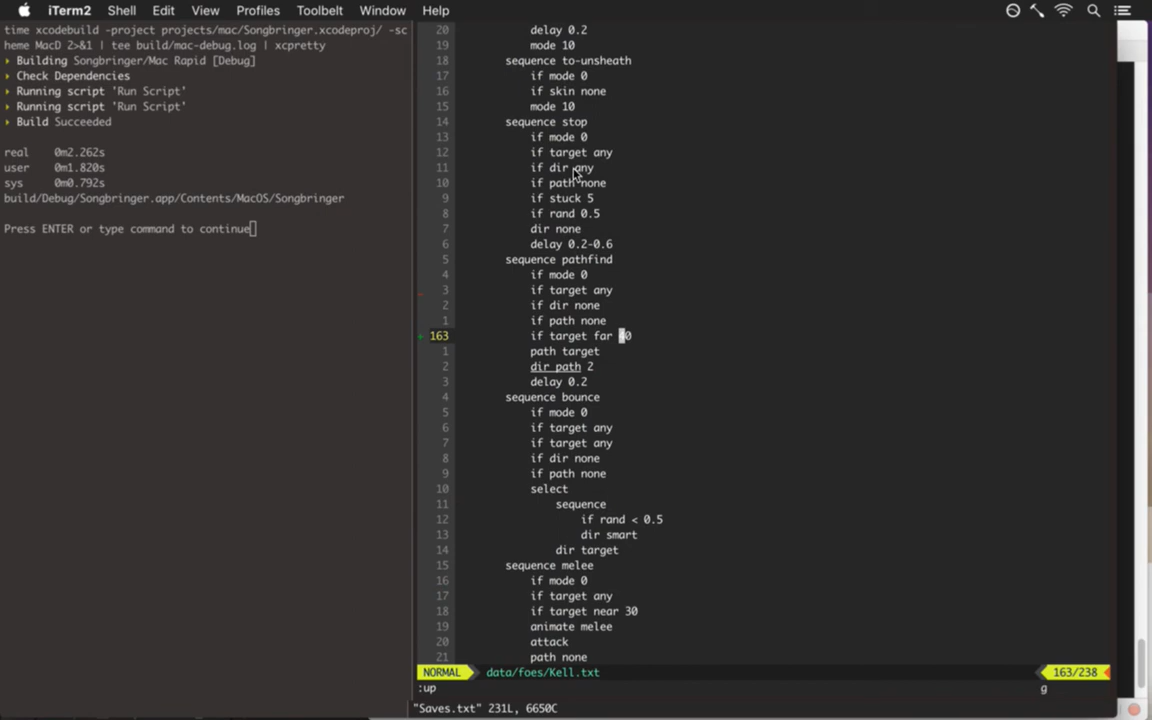 iTerm2 Shell Edit View Profiles Toolbelt Window Help
time xcodebuild -project projects/mac/Songbringer.xcodeproj/ -sc
heme MacD 2>&1 | tee build/mac-debug.log | xcpretty
▸ Building Songbringer/Mac Rapid [Debug]
▸ Check Dependencies
▸ Running script 'Run Script'
▸ Running script 'Run Script'
▸ Build Succeeded
real 0m2.262s
user 0m1.820s
sys 0m0.792s
build/Debug/Songbringer.app/Contents/MacOS/Songbringer
Press ENTER or type command to continue
20 delay 0.2
19 mode 10
18 sequence to-unsheath
17 if mode 0
16 if skin none
15 mode 10
14 sequence stop
13 if mode 0
12 if target any
11 if dir any
10 if path none
9 if stuck 5
8 if rand 0.5
7 dir none
6 delay 0.2-0.6
5 sequence pathfind
4 if mode 0
3 if target any
2 if dir none
1 if path none
+ 163 if target far 0
1 path target
2 dir path 2
3 delay 0.2
4 sequence bounce
5 if mode 0
6 if target any
7 if target any
8 if dir none
9 if path none
10 select
11 sequence
12 if rand < 0.5
13 dir smart
14 dir target
15 sequence melee
16 if mode 0
17 if target any
18 if target near 30
19 animate melee
20 attack
21 path none
NORMAL data/foes/Kell.txt 163/238
:up g
"Saves.txt" 231L, 6650C